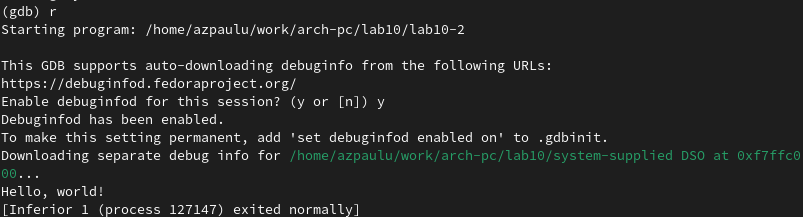 (gdb) r
Starting program: /home/azpaulu/work/arch-pc/lab10/lab10-2
This GDB supports auto-downloading debuginfo from the following URLs:
https://debuginfod.fedoraproject.org/
Enable debuginfod for this session? (y or [n]) y
Debuginfod has been enabled.
To make this setting permanent, add 'set debuginfod enabled on' to .gdbinit.
Downloading separate debug info for /home/azpaulu/work/arch-pc/lab10/system-supplied DSO at 0xf7ffc0
00...
Hello, world!
[Inferior 1 (process 127147) exited normally]